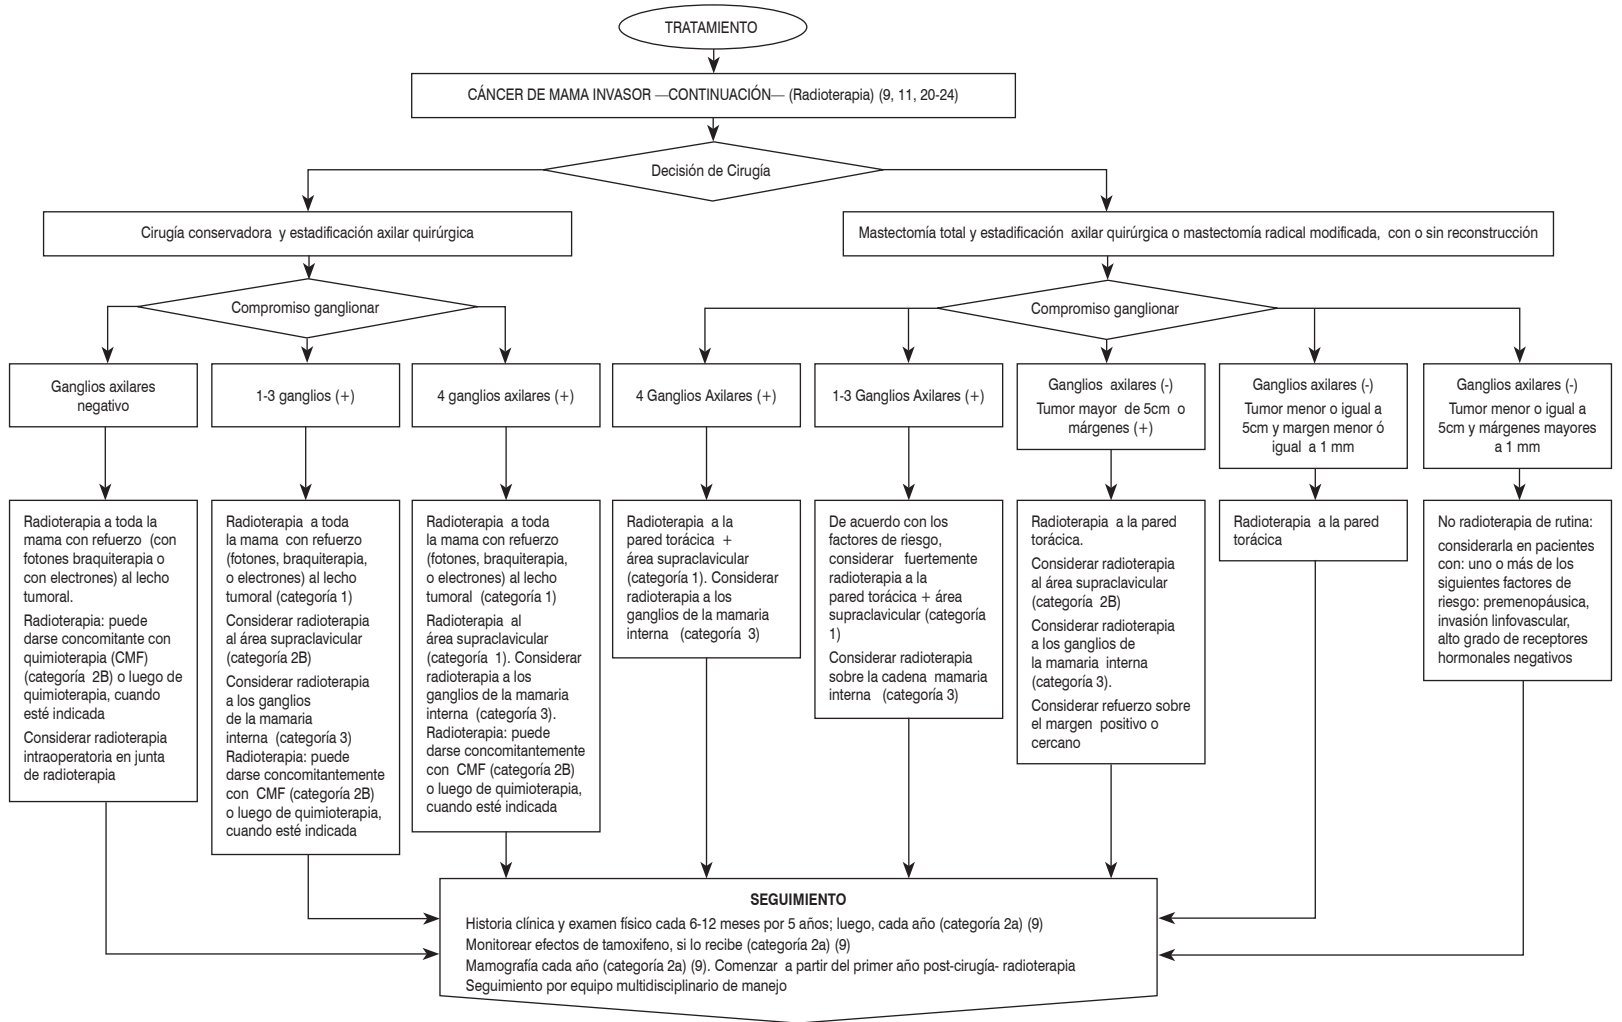 TRATAMIENTO
CÁNCER DE MAMA INVASOR —CONTINUACIÓN— (Radioterapia) (9, 11, 20-24)
Decisión de Cirugía
Cirugía conservadora y estadificación axilar quirúrgica
Mastectomía total y estadificación axilar quirúrgica o mastectomía radical modificada, con o sin reconstrucción
Compromiso ganglionar
Compromiso ganglionar
Ganglios axilares
negativo
1-3 ganglios (+)
4 ganglios axilares (+)
4 Ganglios Axilares (+)
1-3 Ganglios Axilares (+)
Ganglios axilares (-)
Tumor mayor de 5cm o
márgenes (+)
Ganglios axilares (-)
Tumor menor o igual a
5cm y margen menor ó
igual a 1 mm
Ganglios axilares (-)
Tumor menor o igual a
5cm y márgenes mayores
a 1 mm
Radioterapia a toda la
mama con refuerzo (con
fotones braquiterapia o
con electrones) al lecho
tumoral.
Radioterapia: puede
darse concomitante con
quimioterapia (CMF)
(categoría 2B) o luego de
quimioterapia, cuando
esté indicada
Considerar radioterapia
intraoperatoria en junta
de radioterapia
Radioterapia a toda
la mama con refuerzo
(fotones, braquiterapia,
o electrones) al lecho
tumoral (categoría 1)
Considerar radioterapia
al área supraclavicular
(categoría 2B)
Considerar radioterapia
a los ganglios
de la mamaria
interna (categoría 3)
Radioterapia: puede
darse concomitantemente
con CMF (categoría 2B)
o luego de quimioterapia,
cuando esté indicada
Radioterapia a toda la
mama con refuerzo
(fotones, braquiterapia,
o electrones) al lecho
tumoral (categoría 1)
Radioterapia al
área supraclavicular
(categoría 1). Considerar
radioterapia a los
ganglios de la mamaria
interna (categoría 3).
Radioterapia: puede
darse concomitantemente
con CMF (categoría 2B)
o luego de quimioterapia,
cuando esté indicada
Radioterapia a la
pared torácica +
área supraclavicular
(categoría 1). Considerar
radioterapia a los
ganglios de la mamaria
interna (categoría 3)
De acuerdo con los
factores de riesgo,
considerar fuertemente
radioterapia a la
pared torácica + área
supraclavicular (categoría
1)
Considerar radioterapia
sobre la cadena mamaria
interna (categoría 3)
Radioterapia a la pared
torácica.
Considerar radioterapia
al área supraclavicular
(categoría 2B)
Considerar radioterapia
a los ganglios de
la mamaria interna
(categoría 3).
Considerar refuerzo sobre
el margen positivo o
cercano
Radioterapia a la pared
torácica
No radioterapia de rutina:
considerarla en pacientes
con: uno o más de los
siguientes factores de
riesgo: premenopáusica,
invasión linfovascular,
alto grado de receptores
hormonales negativos
SEGUIMIENTO
Historia clínica y examen físico cada 6-12 meses por 5 años; luego, cada año (categoría 2a) (9)
Monitorear efectos de tamoxifeno, si lo recibe (categoría 2a) (9)
Mamografía cada año (categoría 2a) (9). Comenzar a partir del primer año post-cirugía- radioterapia
Seguimiento por equipo multidisciplinario de manejo